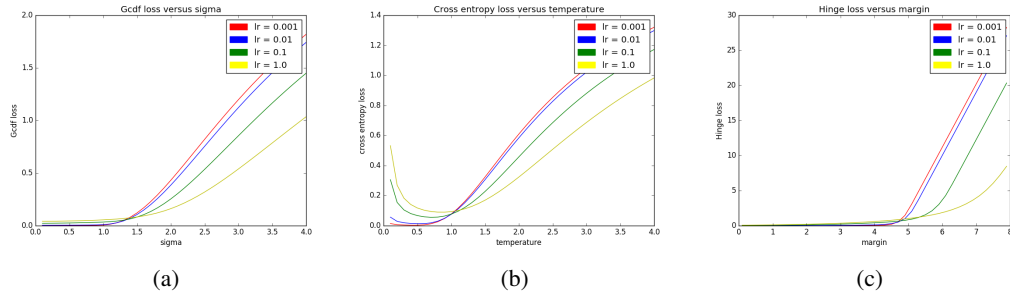 Gcdf loss versus sigma
2.0
1.5
1.0
0.5
0.0
Gcdf loss
lr = 0.001
lr = 0.01
lr = 0.1
lr = 1.0
0.0 0.5 1.0 1.5 2.0 2.5 3.0 3.5 4.0
sigma
(a)
Cross entropy loss versus temperature
1.4
1.2
1.0
0.8
0.6
0.4
0.2
0.0
cross entropy loss
lr = 0.001
lr = 0.01
lr = 0.1
lr = 1.0
0.0 0.5 1.0 1.5 2.0 2.5 3.0 3.5 4.0
temperature
(b)
Hinge loss versus margin
30
25
20
15
10
5
0
Hinge loss
lr = 0.001
lr = 0.01
lr = 0.1
lr = 1.0
0 1 2 3 4 5 6 7 8
margin
(c)